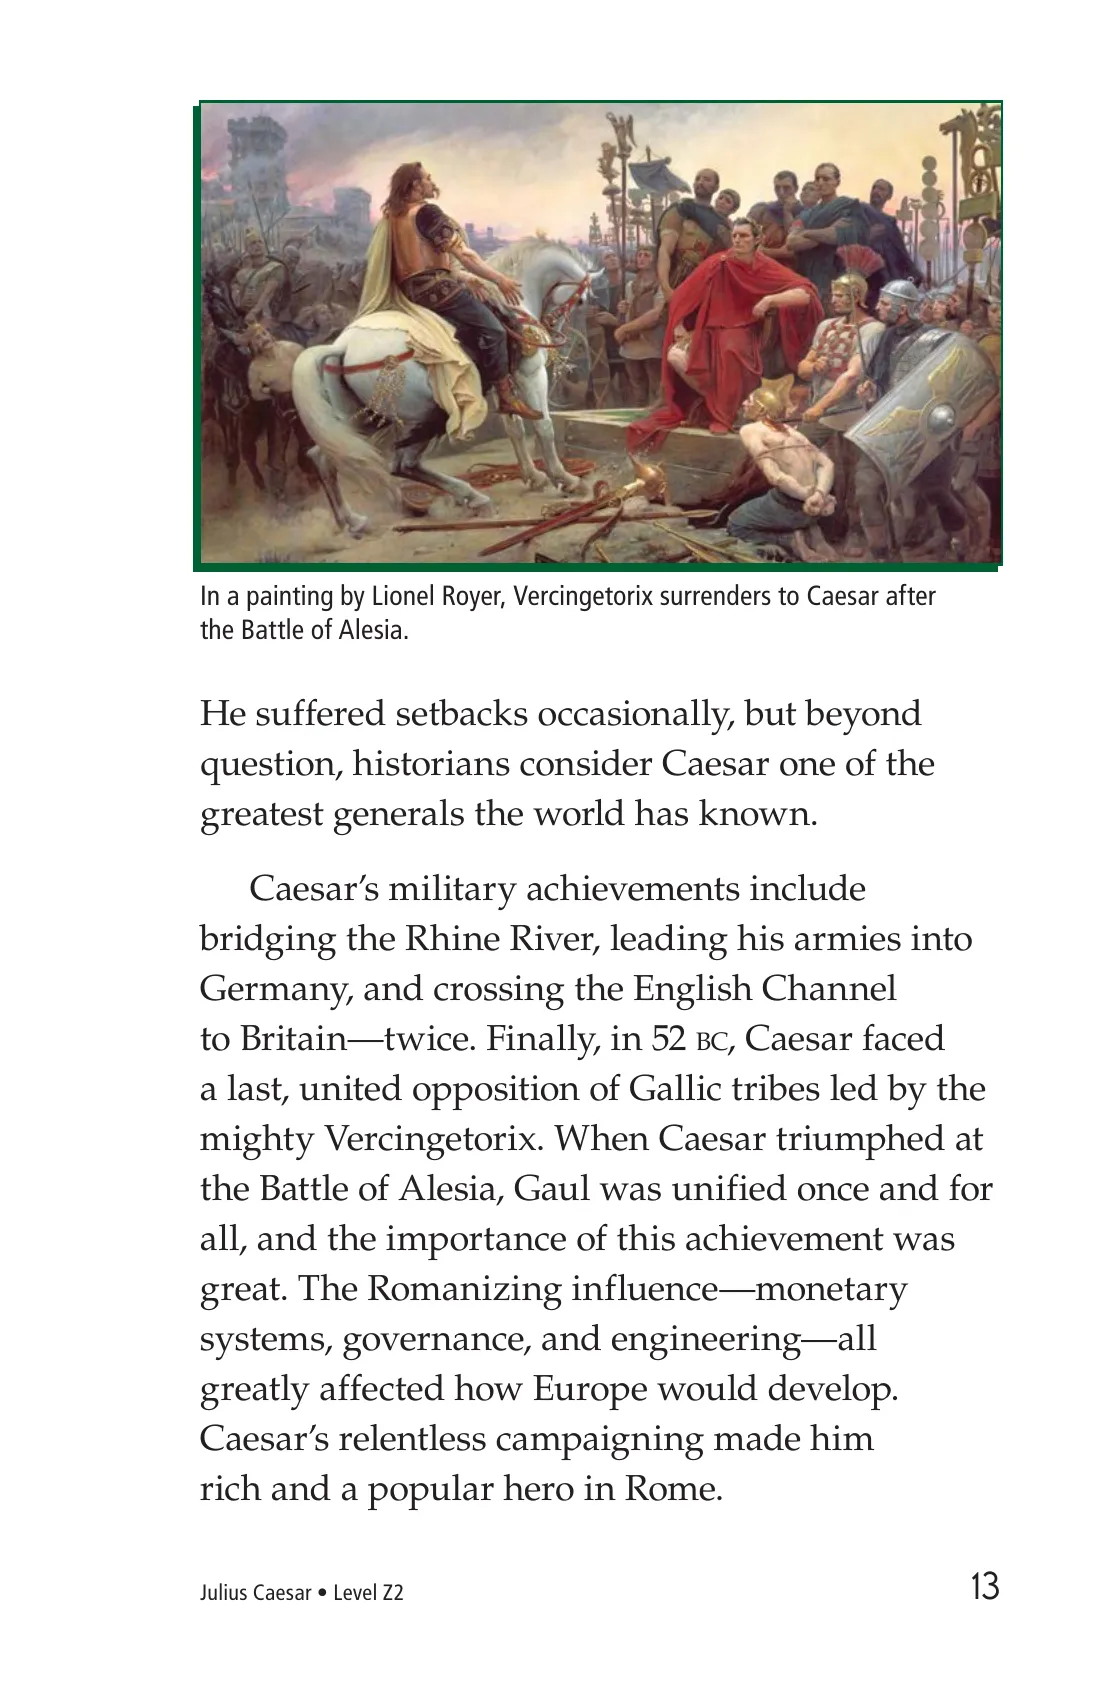 In a painting by Lionel Royer, Vercingetorix surrenders to Caesar after
the Battle of Alesia.
He suffered setbacks occasionally, but beyond
question, historians consider Caesar one of the
greatest generals the world has known.
Caesar’s military achievements include
bridging the Rhine River, leading his armies into
Germany, and crossing the English Channel
to Britain—twice. Finally, in 52 BC, Caesar faced
a last, united opposition of Gallic tribes led by the
mighty Vercingetorix. When Caesar triumphed at
the Battle of Alesia, Gaul was unified once and for
all, and the importance of this achievement was
great. The Romanizing influence—monetary
systems, governance, and engineering—all
greatly affected how Europe would develop.
Caesar’s relentless campaigning made him
rich and a popular hero in Rome.
Julius Caesar • Level Z2 13